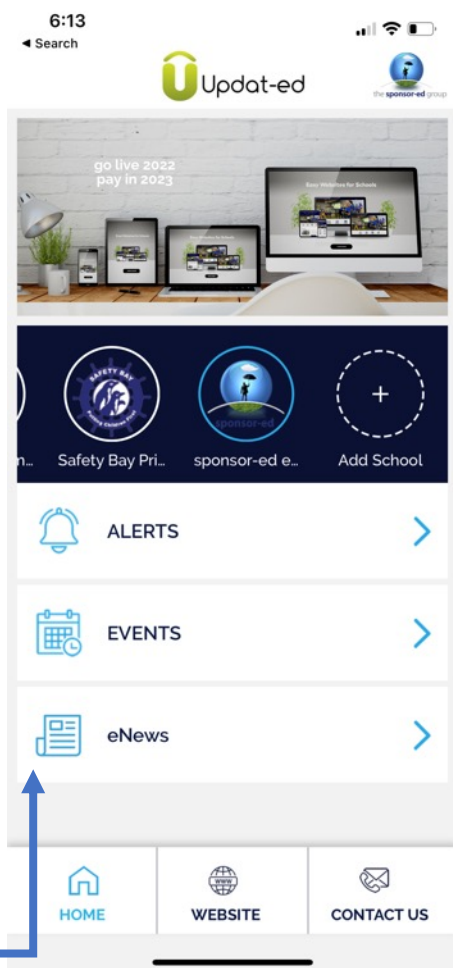 6:13
◄ Search
Updat-ed
the sponsor-ed group
go live 2022
pay in 2023
Easy Websites for Schools
SAFETY BAY
sponsor-ed
n...
Safety Bay Pri...
sponsor-ed e...
Add School
ALERTS
EVENTS
eNews
www
HOME
WEBSITE
CONTACT US